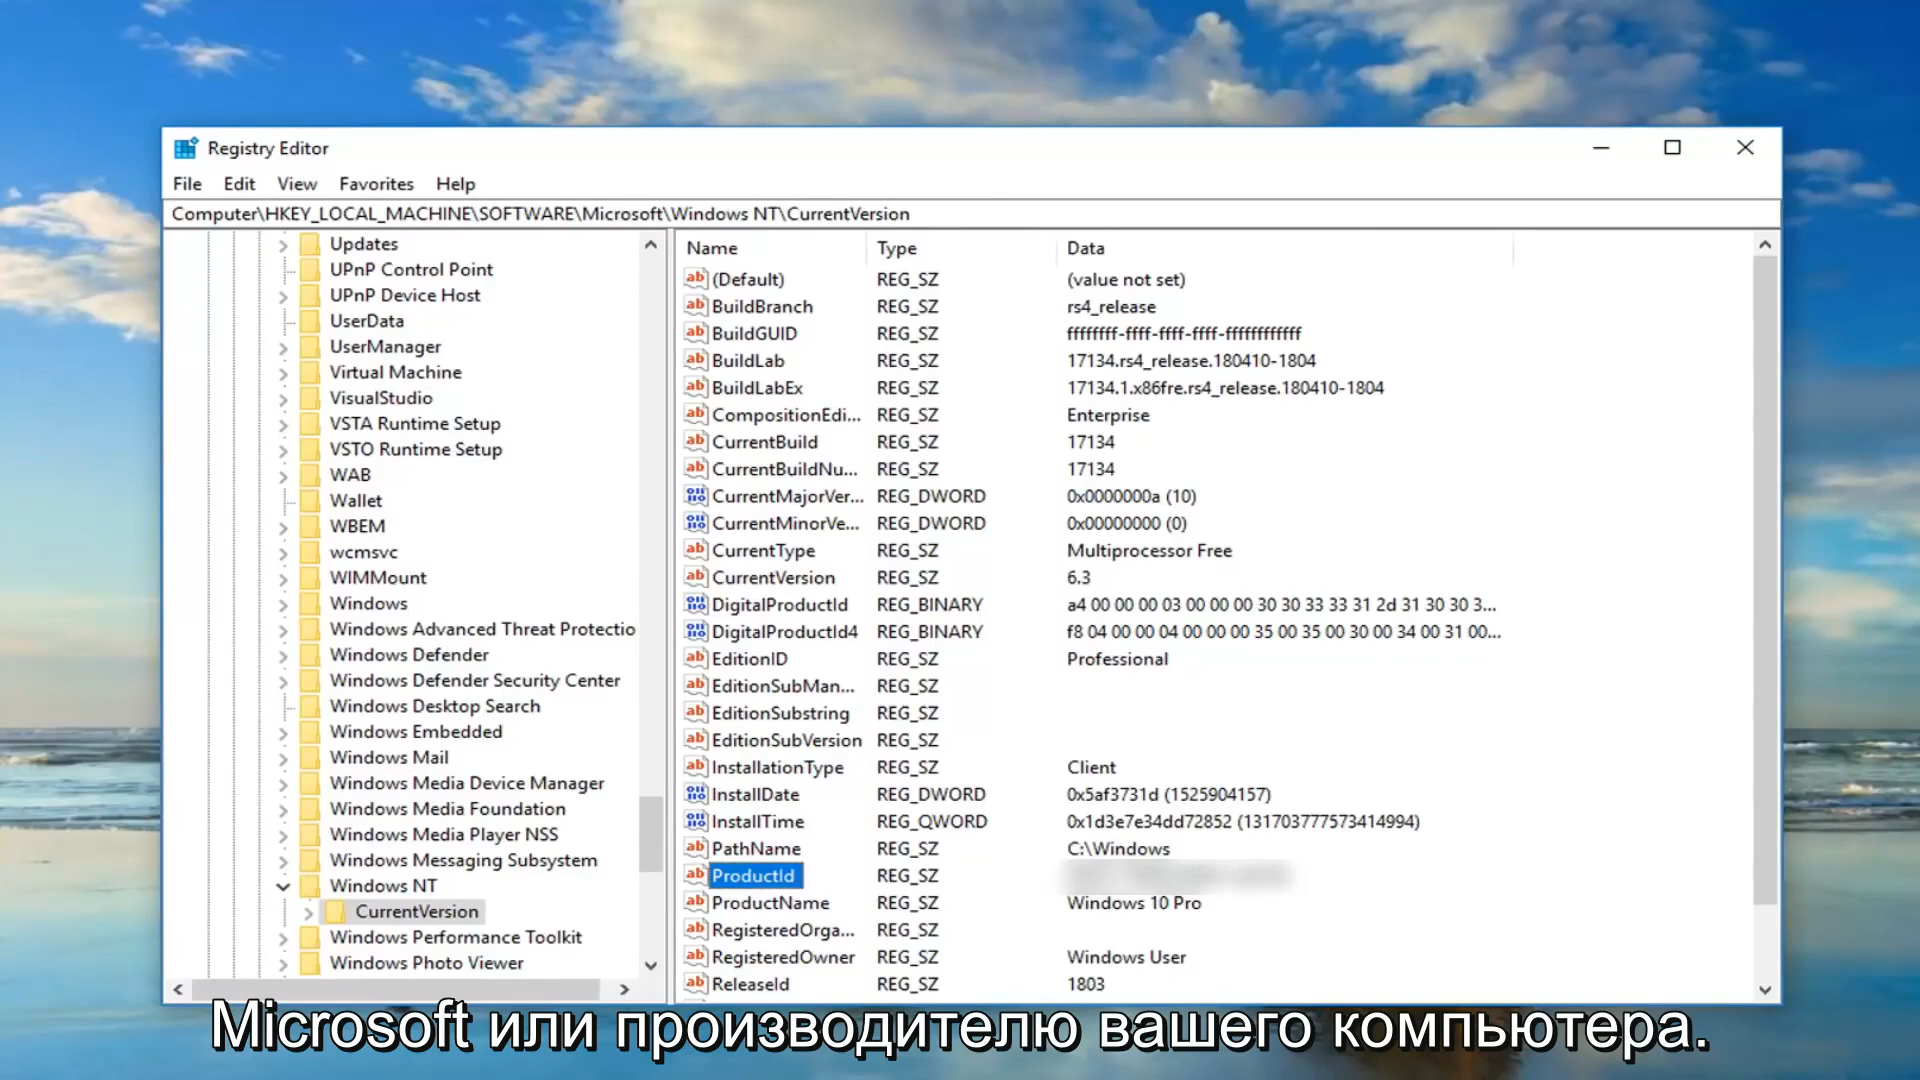 Registry Editor
File Edit View Favorites Help
Computer\HKEY_LOCAL_MACHINE\SOFTWARE\Microsoft\Windows NT\CurrentVersion
Updates
UPnP Control Point
UPnP Device Host
UserData
UserManager
Virtual Machine
VisualStudio
VSTA Runtime Setup
VSTO Runtime Setup
WAB
Wallet
WBEM
wcmsvc
WIMMount
Windows
Windows Advanced Threat Protectio
Windows Defender
Windows Defender Security Center
Windows Desktop Search
Windows Embedded
Windows Mail
Windows Media Device Manager
Windows Media Foundation
Windows Media Player NSS
Windows Messaging Subsystem
Windows NT
CurrentVersion
Windows Performance Toolkit
Windows Photo Viewer
Name Type Data
(Default) REG_SZ (value not set)
BuildBranch REG_SZ rs4_release
BuildGUID REG_SZ ffffffff-ffff-ffff-ffff-ffffffffffff
BuildLab REG_SZ 17134.rs4_release.180410-1804
BuildLabEx REG_SZ 17134.1.x86fre.rs4_release.180410-1804
CompositionEdi... REG_SZ Enterprise
CurrentBuild REG_SZ 17134
CurrentBuildNu... REG_SZ 17134
CurrentMajorVer... REG_DWORD 0x0000000a (10)
CurrentMinorVe... REG_DWORD 0x00000000 (0)
CurrentType REG_SZ Multiprocessor Free
CurrentVersion REG_SZ 6.3
DigitalProductId REG_BINARY a4 00 00 00 03 00 00 00 30 30 33 33 31 2d 31 30 30 3...
DigitalProductId4 REG_BINARY f8 04 00 00 04 00 00 00 35 00 35 00 30 00 34 00 31 00...
EditionID REG_SZ Professional
EditionSubMan... REG_SZ
EditionSubstring REG_SZ
EditionSubVersion REG_SZ
InstallationType REG_SZ Client
InstallDate REG_DWORD 0x5af3731d (1525904157)
InstallTime REG_QWORD 0x1d3e7e34dd72852 (131703777573414994)
PathName REG_SZ C:\Windows
ProductId REG_SZ
ProductName REG_SZ Windows 10 Pro
RegisteredOrga... REG_SZ
RegisteredOwner REG_SZ Windows User
ReleaseId REG_SZ 1803
Microsoft или производителю вашего компьютера.